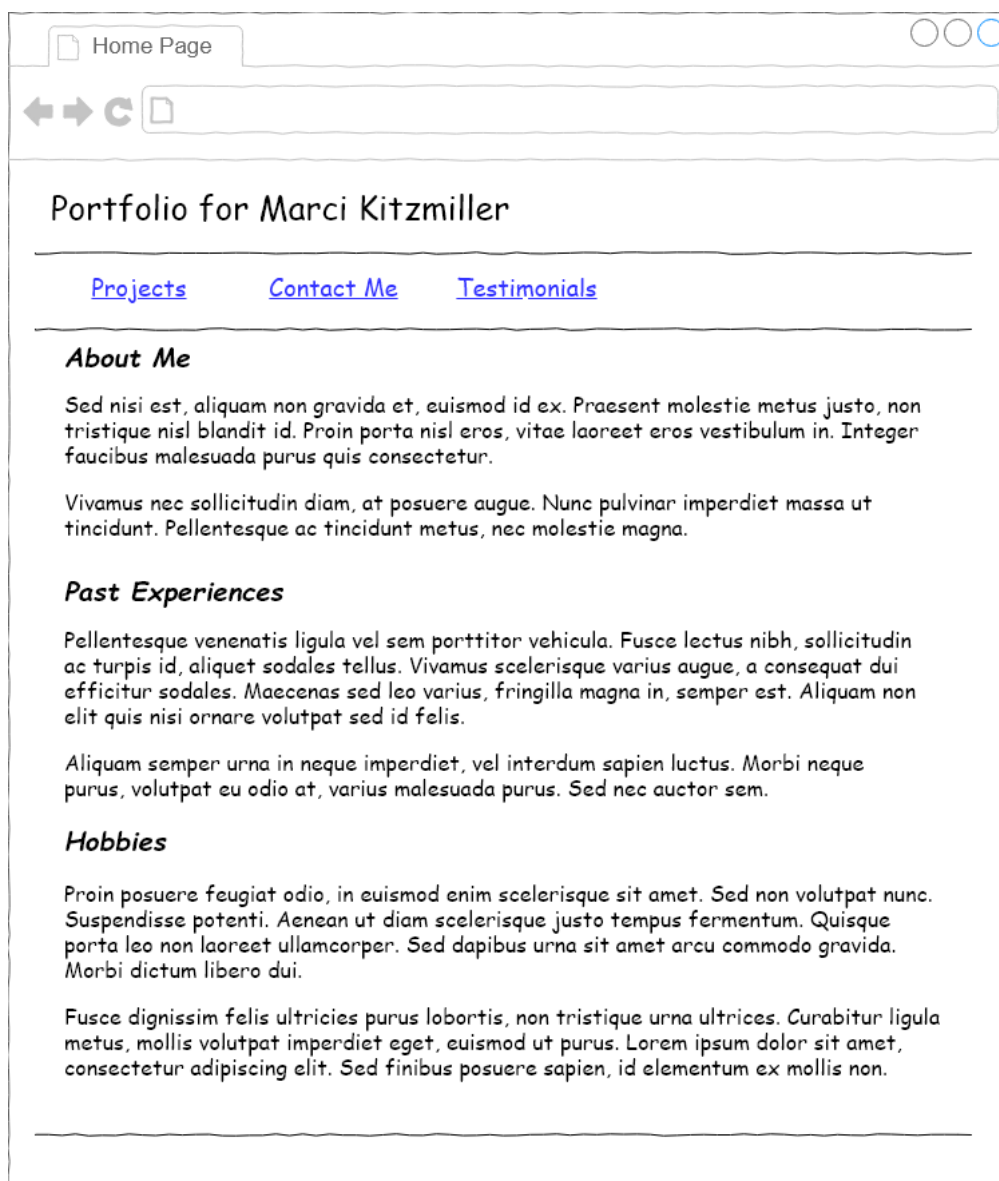 Home Page
Portfolio for Marci Kitzmiller
Projects Contact Me Testimonials
About Me
Sed nisi est, aliquam non gravida et, euismod id ex. Praesent molestie metus justo, non
tristique nisl blandit id. Proin porta nisl eros, vitae laoreet eros vestibulum in. Integer
faucibus malesuada purus quis consectetur.
Vivamus nec sollicitudin diam, at posuere augue. Nunc pulvinar imperdiet massa ut
tincidunt. Pellentesque ac tincidunt metus, nec molestie magna.
Past Experiences
Pellentesque venenatis ligula vel sem porttitor vehicula. Fusce lectus nibh, sollicitudin
ac turpis id, aliquet sodales tellus. Vivamus scelerisque varius augue, a consequat dui
efficitur sodales. Maecenas sed leo varius, fringilla magna in, semper est. Aliquam non
elit quis nisi ornare volutpat sed id felis.
Aliquam semper urna in neque imperdiet, vel interdum sapien luctus. Morbi neque
purus, volutpat eu odio at, varius malesuada purus. Sed nec auctor sem.
Hobbies
Proin posuere feugiat odio, in euismod enim scelerisque sit amet. Sed non volutpat nunc.
Suspendisse potenti. Aenean ut diam scelerisque justo tempus fermentum. Quisque
porta leo non laoreet ullamcorper. Sed dapibus urna sit amet arcu commodo gravida.
Morbi dictum libero dui.
Fusce dignissim felis ultricies purus lobortis, non tristique urna ultrices. Curabitur ligula
metus, mollis volutpat imperdiet eget, euismod ut purus. Lorem ipsum dolor sit amet,
consectetur adipiscing elit. Sed finibus posuere sapien, id elementum ex mollis non.